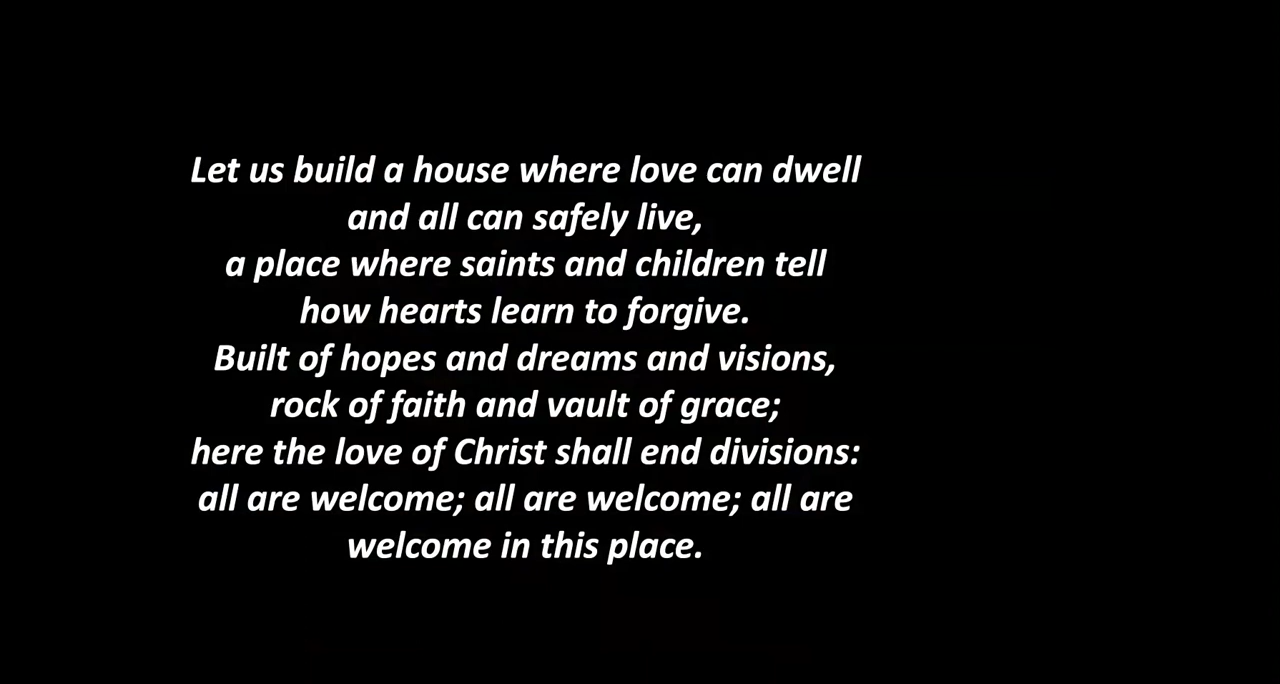 Let us build a house where love can dwell
and all can safely live,
a place where saints and children tell
how hearts learn to forgive.
Built of hopes and dreams and visions,
rock of faith and vault of grace;
here the love of Christ shall end divisions:
all are welcome; all are welcome; all are
welcome in this place.